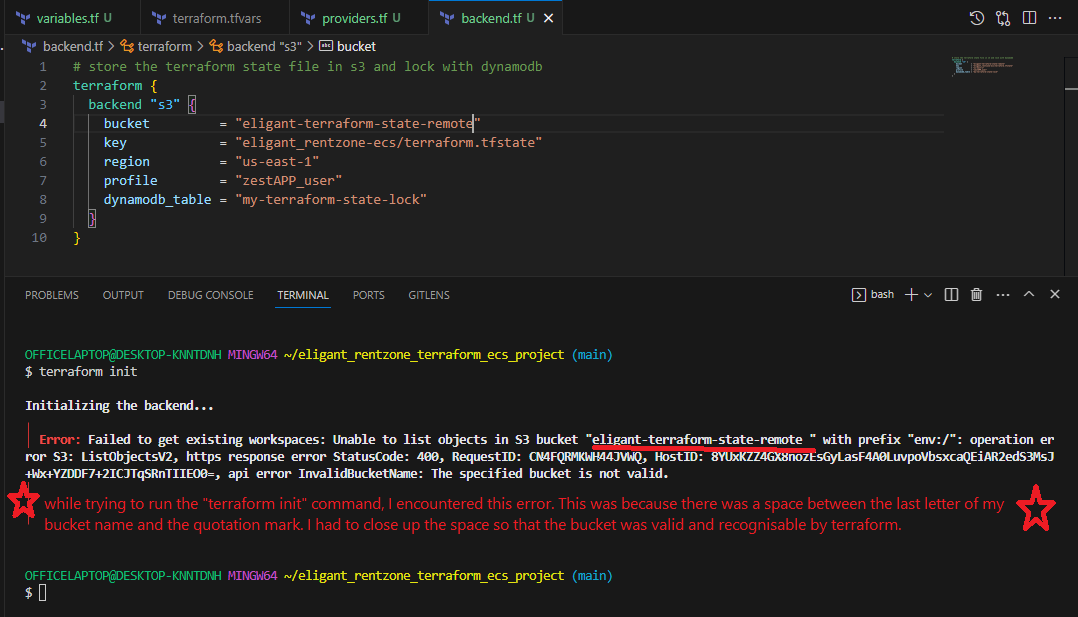 variables.tf U terraform.tfvars providers.tf U backend.tf U
backend.tf > terraform > backend "s3" > bucket
1 # store the terraform state file in s3 and lock with dynamodb
2 terraform {
3 backend "s3" {
4 bucket = "eligant-terraform-state-remote"
5 key = "eligant_rentzone-ecs/terraform.tfstate"
6 region = "us-east-1"
7 profile = "zestAPP_user"
8 dynamodb_table = "my-terraform-state-lock"
9 }
10 }
PROBLEMS OUTPUT DEBUG CONSOLE TERMINAL PORTS GITLENS bash
OFFICELAPTOP@DESKTOP-KNNTDNH MINGW64 ~/eligant_rentzone_terraform_ecs_project (main)
$ terraform init
Initializing the backend...
Error: Failed to get existing workspaces: Unable to list objects in S3 bucket "eligant-terraform-state-remote " with prefix "env:/": operation er
ror S3: ListObjectsV2, https response error StatusCode: 400, RequestID: CN4FQRMKWH44JVWQ, HostID: 8YUxKZZ4GX8nozEsGyLasF4A0LuvpoVbsxcaQEiAR2edS3MsJ
+Wx+YZDDF7+2ICJTqSRnTIIEO0=, api error InvalidBucketName: The specified bucket is not valid.
while trying to run the "terraform init" command, I encountered this error. This was because there was a space between the last letter of my
bucket name and the quotation mark. I had to close up the space so that the bucket was valid and recognisable by terraform.
OFFICELAPTOP@DESKTOP-KNNTDNH MINGW64 ~/eligant_rentzone_terraform_ecs_project (main)
$